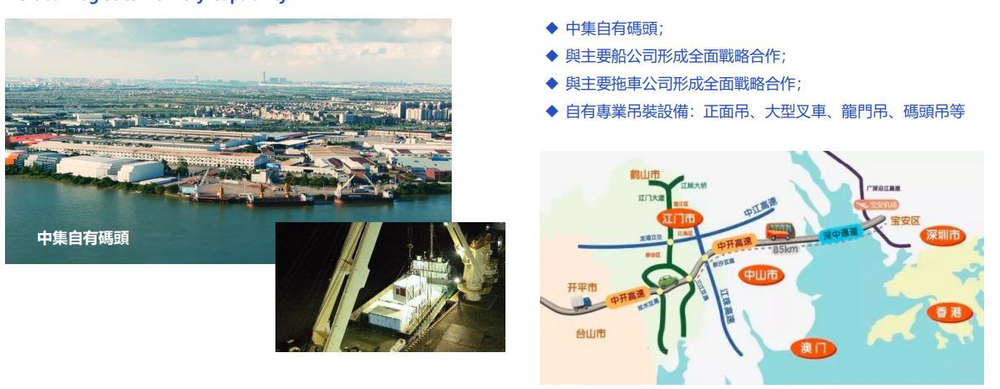 中集自有碼頭
◆ 中集自有碼頭；
◆ 與主要船公司形成全面戰略合作；
◆ 與主要拖車公司形成全面戰略合作；
◆ 自有專業吊裝設備：正面吊、大型叉車、龍門吊、碼頭吊等
鹤山市
江顺大桥
江门大道
蓬江区
江门市
江海区
中江高速
广深沿江高速
宝安机场
宝安区
深圳市
深中通道
中开高速
85km
新会区
中山市
江珠高速
开平市
中开高速
双水互通
台山市
香港
澳门